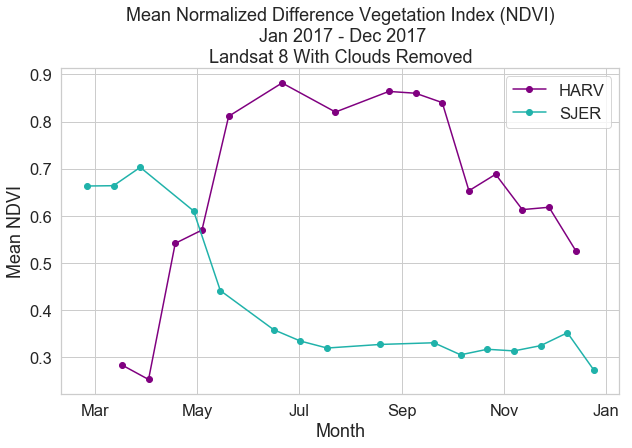 Mean Normalized Difference Vegetation Index (NDVI)
Jan 2017 - Dec 2017
Landsat 8 With Clouds Removed
HARV
SJER
Mean NDVI
0.9
0.8
0.7
0.6
0.5
0.4
0.3
Mar May Jul Sep Nov Jan
Month